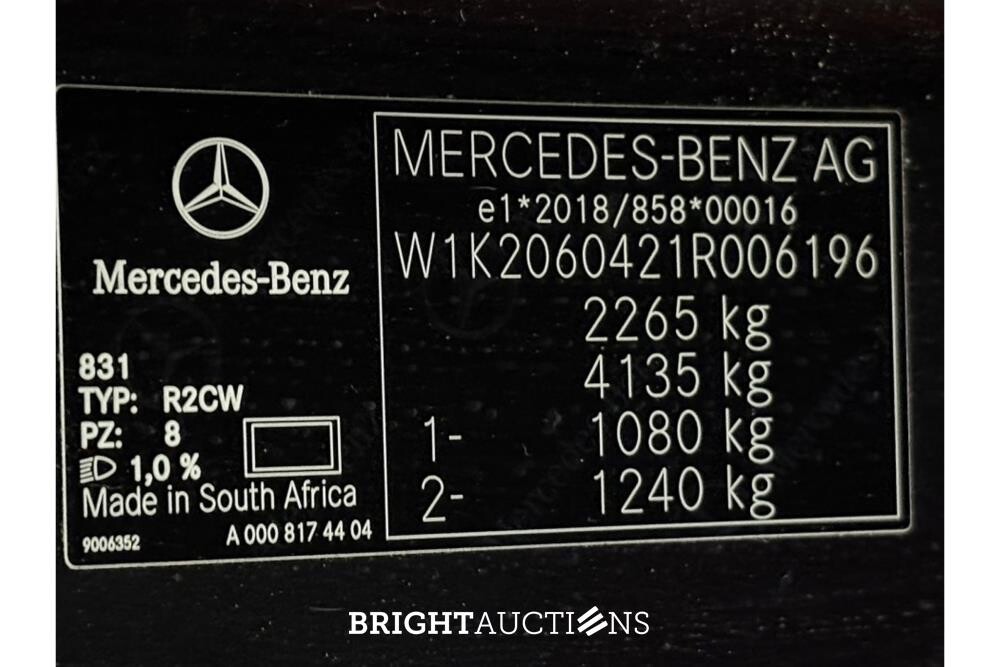 Mercedes-Benz
831
TYP: R2CW
PZ: 8
1,0 %
Made in South Africa
9006352 A 000 817 44 04
MERCEDES-BENZ AG
e1*2018/858*00016
W1K2060421R006196
2265 kg
4135 kg
1- 1080 kg
2- 1240 kg
BRIGHTAUCTIONS